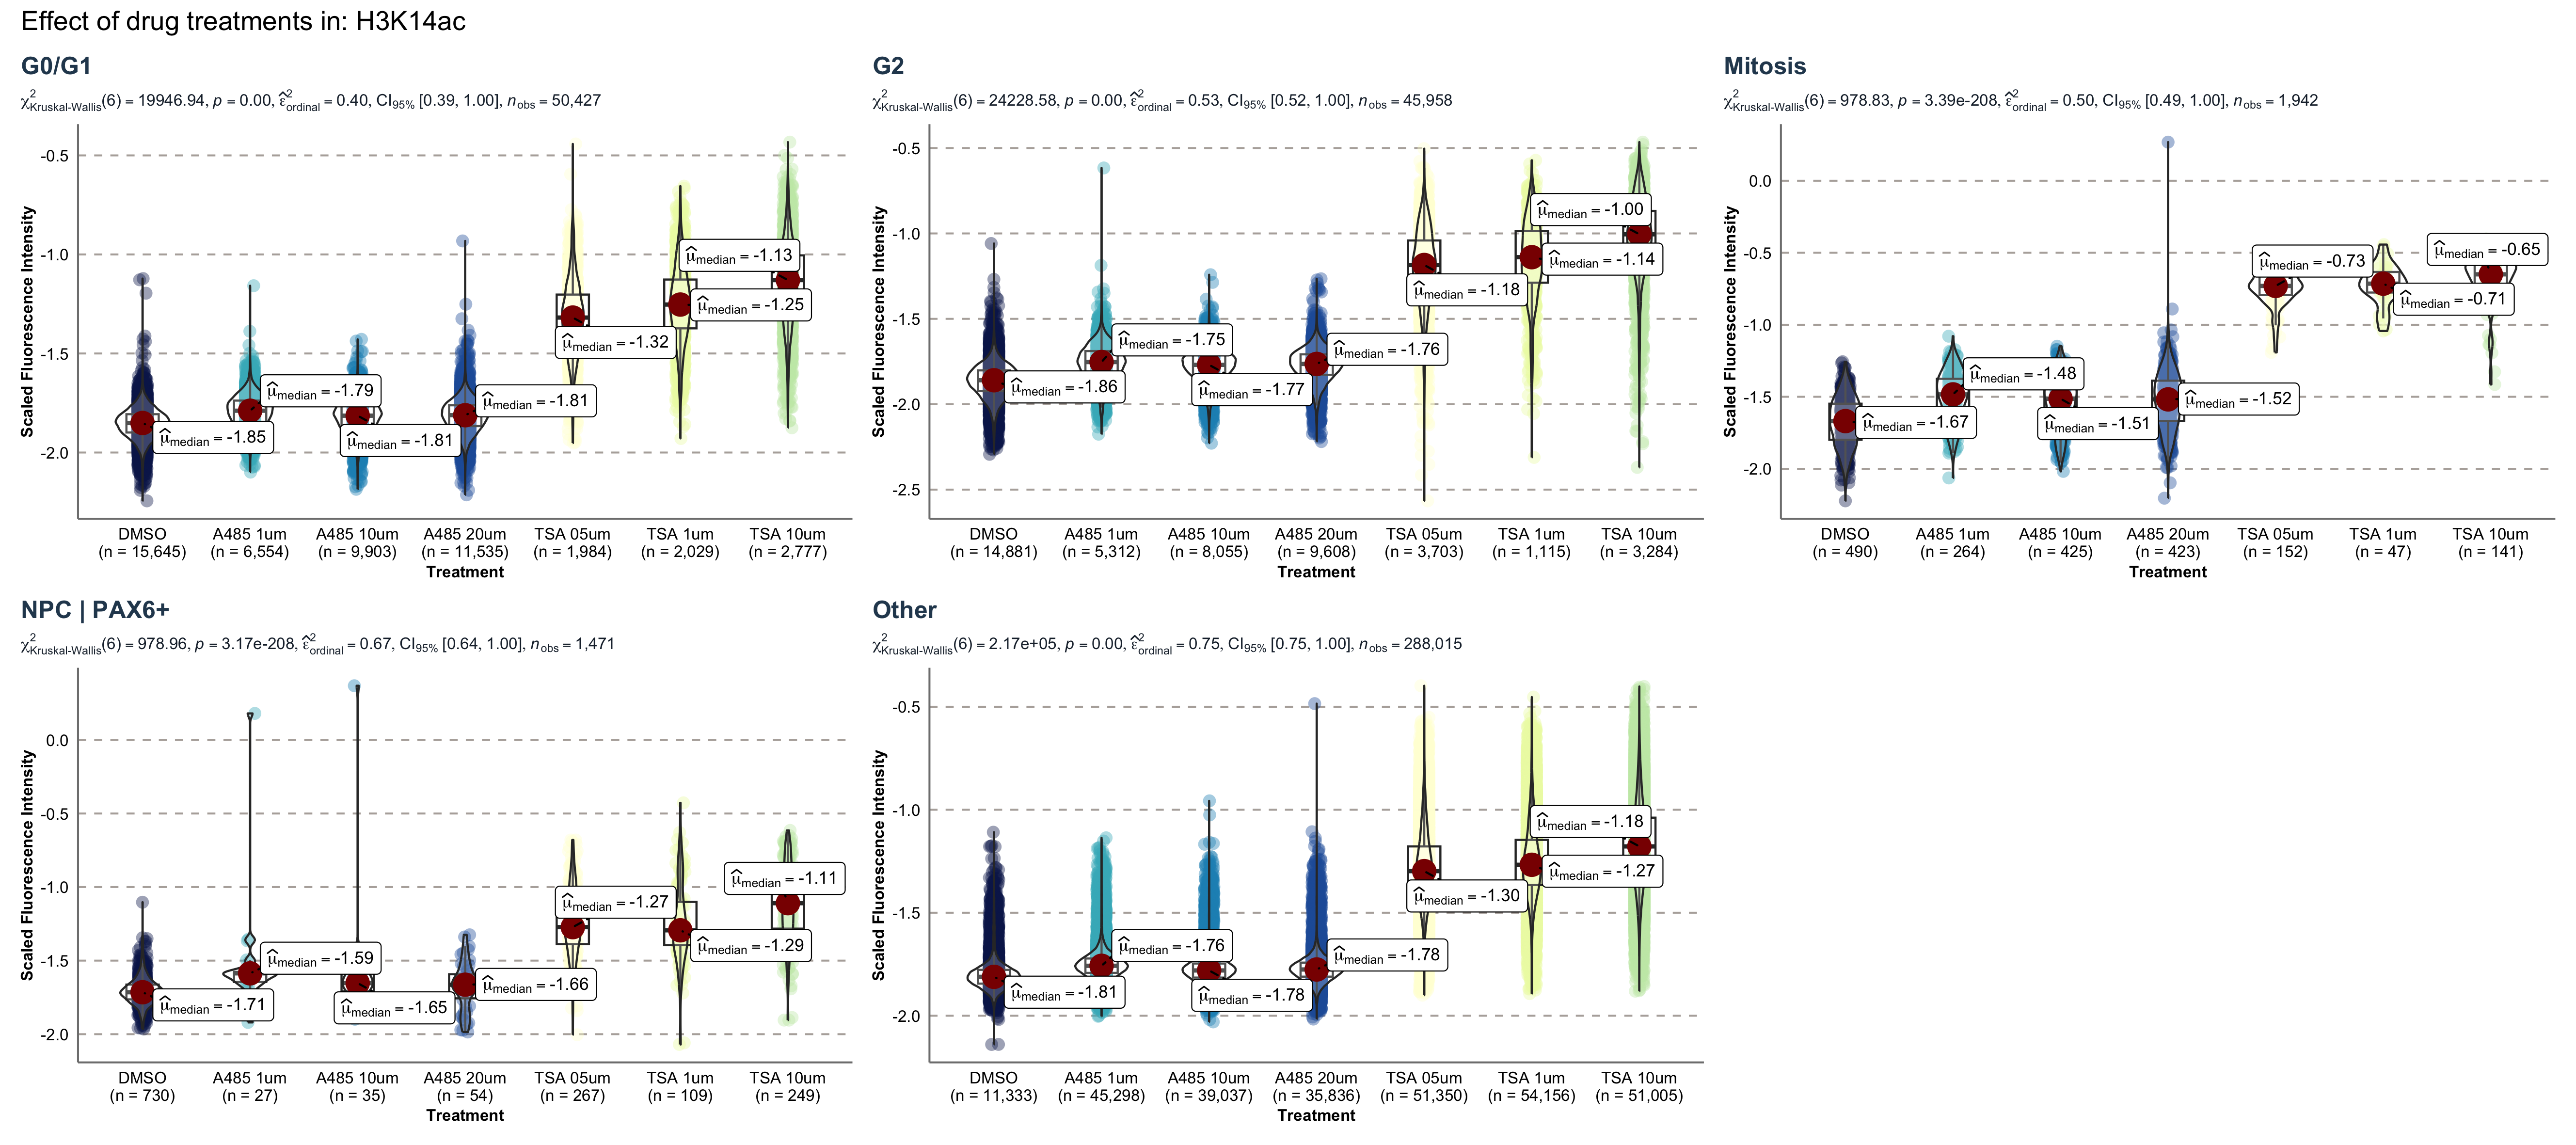 Effect of drug treatments in: H3K14ac
G0/G1
χ²Kruskal-Wallis(6) = 19946.94, p = 0.00, ε̂²ordinal = 0.40, CI95% [0.39, 1.00], nobs = 50,427
Scaled Fluorescence Intensity
-0.5
-1.0
-1.5
-2.0
μ̂median = -1.85
μ̂median = -1.79
μ̂median = -1.81
μ̂median = -1.81
μ̂median = -1.32
μ̂median = -1.25
μ̂median = -1.13
DMSO A485 1um A485 10um A485 20um TSA 05um TSA 1um TSA 10um
(n = 15,645) (n = 6,554) (n = 9,903) (n = 11,535) (n = 1,984) (n = 2,029) (n = 2,777)
Treatment
G2
χ²Kruskal-Wallis(6) = 24228.58, p = 0.00, ε̂²ordinal = 0.53, CI95% [0.52, 1.00], nobs = 45,958
Scaled Fluorescence Intensity
-0.5
-1.0
-1.5
-2.0
-2.5
μ̂median = -1.86
μ̂median = -1.75
μ̂median = -1.77
μ̂median = -1.76
μ̂median = -1.18
μ̂median = -1.14
μ̂median = -1.00
DMSO A485 1um A485 10um A485 20um TSA 05um TSA 1um TSA 10um
(n = 14,881) (n = 5,312) (n = 8,055) (n = 9,608) (n = 3,703) (n = 1,115) (n = 3,284)
Treatment
Mitosis
χ²Kruskal-Wallis(6) = 978.83, p = 3.39e-208, ε̂²ordinal = 0.50, CI95% [0.49, 1.00], nobs = 1,942
Scaled Fluorescence Intensity
0.0
-0.5
-1.0
-1.5
-2.0
μ̂median = -1.67
μ̂median = -1.48
μ̂median = -1.51
μ̂median = -1.52
μ̂median = -0.73
μ̂median = -0.71
μ̂median = -0.65
DMSO A485 1um A485 10um A485 20um TSA 05um TSA 1um TSA 10um
(n = 490) (n = 264) (n = 425) (n = 423) (n = 152) (n = 47) (n = 141)
Treatment
NPC | PAX6+
χ²Kruskal-Wallis(6) = 978.96, p = 3.17e-208, ε̂²ordinal = 0.67, CI95% [0.64, 1.00], nobs = 1,471
Scaled Fluorescence Intensity
0.0
-0.5
-1.0
-1.5
-2.0
μ̂median = -1.71
μ̂median = -1.59
μ̂median = -1.65
μ̂median = -1.66
μ̂median = -1.27
μ̂median = -1.29
μ̂median = -1.11
DMSO A485 1um A485 10um A485 20um TSA 05um TSA 1um TSA 10um
(n = 730) (n = 27) (n = 35) (n = 54) (n = 267) (n = 109) (n = 249)
Treatment
Other
χ²Kruskal-Wallis(6) = 2.17e+05, p = 0.00, ε̂²ordinal = 0.75, CI95% [0.75, 1.00], nobs = 288,015
Scaled Fluorescence Intensity
-0.5
-1.0
-1.5
-2.0
μ̂median = -1.81
μ̂median = -1.76
μ̂median = -1.78
μ̂median = -1.78
μ̂median = -1.30
μ̂median = -1.27
μ̂median = -1.18
DMSO A485 1um A485 10um A485 20um TSA 05um TSA 1um TSA 10um
(n = 11,333) (n = 45,298) (n = 39,037) (n = 35,836) (n = 51,350) (n = 54,156) (n = 51,005)
Treatment